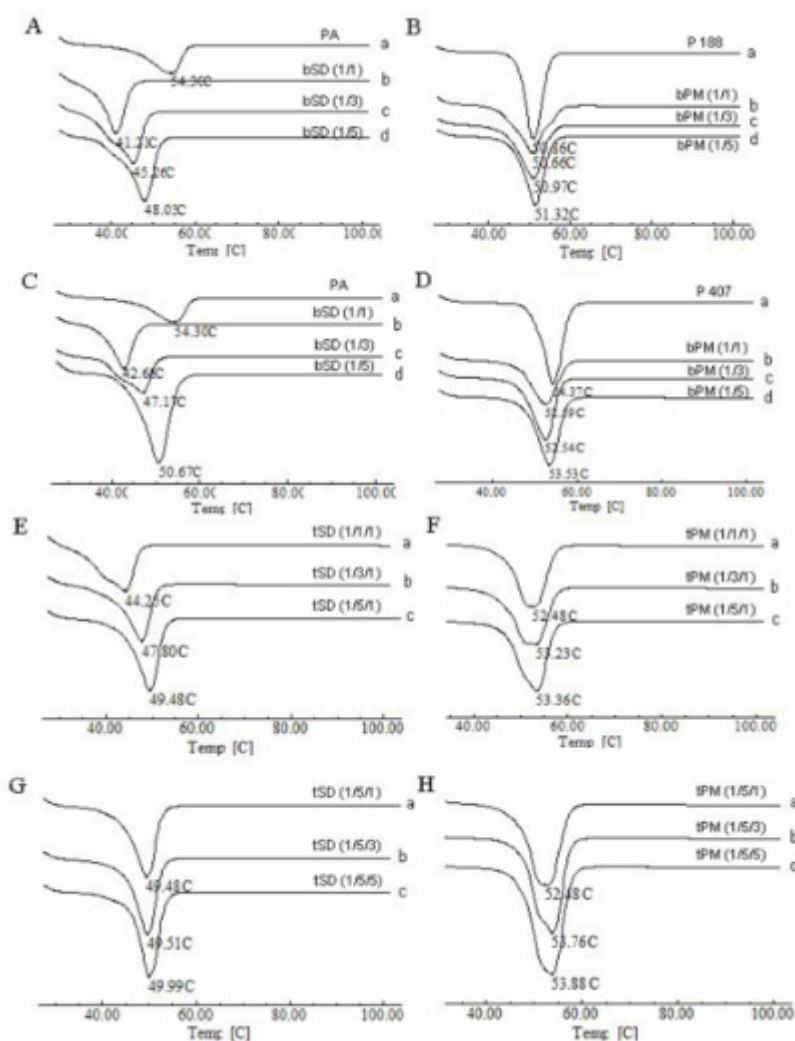 A
PA
a
54.30C
bSD (1/1)
b
41.23C
bSD (1/3)
c
45.26C
bSD (1/5)
d
48.03C
40.00 60.00 80.00 100.00
Temp [C]
B
P 188
a
50.86C
bPM (1/1)
b
50.66C
bPM (1/3)
c
50.97C
bPM (1/5)
d
51.32C
40.00 60.00 80.00 100.00
Temp [C]
C
PA
a
54.30C
bSD (1/1)
b
bSD (1/3)
c
47.17C
bSD (1/5)
d
50.67C
40.00 60.00 80.00 100.00
Temp [C]
D
P 407
a
bPM (1/1)
b
bPM (1/3)
c
52.54C
bPM (1/5)
d
53.53C
40.00 60.00 80.00 100.00
Temp [C]
E
tSD (1/1/1)
a
44.25C
tSD (1/3/1)
b
47.80C
tSD (1/5/1)
c
49.48C
40.00 60.00 80.00 100.00
Temp [C]
F
tPM (1/1/1)
a
52.48C
tPM (1/3/1)
b
53.23C
tPM (1/5/1)
c
53.36C
40.00 60.00 80.00 100.00
Temp [C]
G
tSD (1/5/1)
a
49.48C
tSD (1/5/3)
b
49.51C
tSD (1/5/5)
c
49.99C
40.00 60.00 80.00 100.00
Temp [C]
H
tPM (1/5/1)
a
52.48C
tPM (1/5/3)
b
53.76C
tPM (1/5/5)
c
53.88C
40.00 60.00 80.00 100.00
Temp [C]